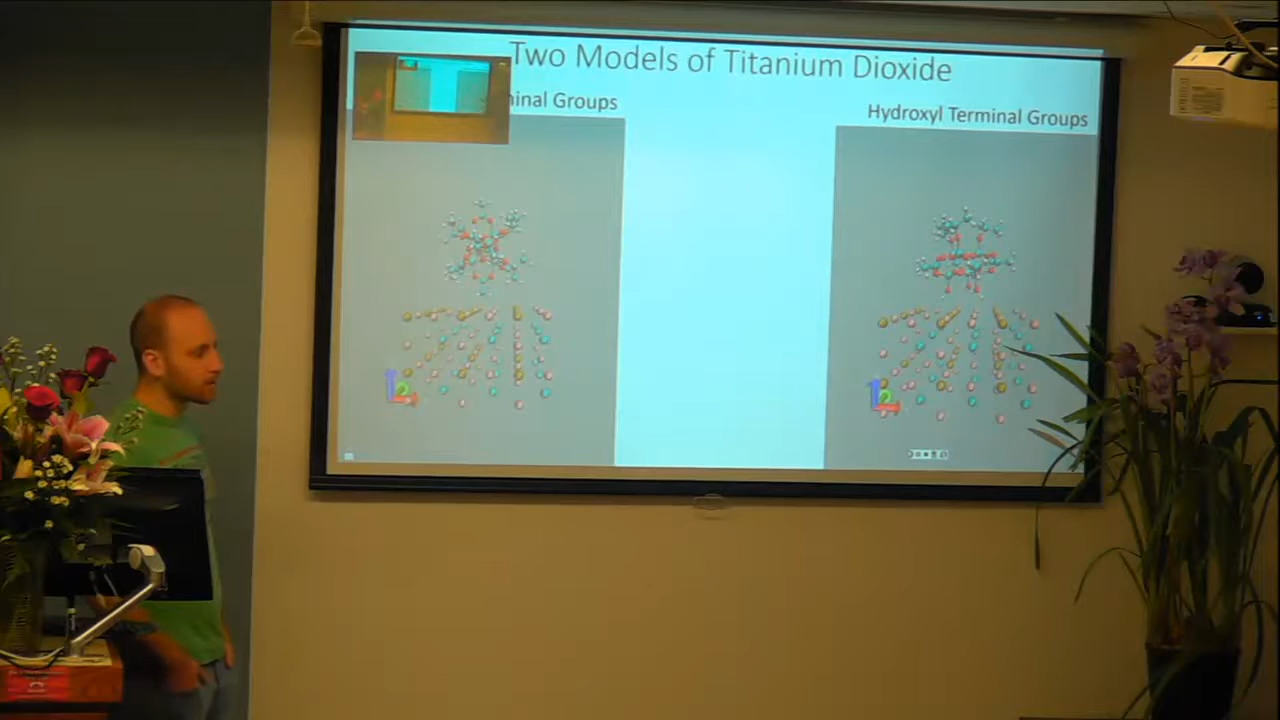 Two Models of Titanium Dioxide
inal Groups
Hydroxyl Terminal Groups